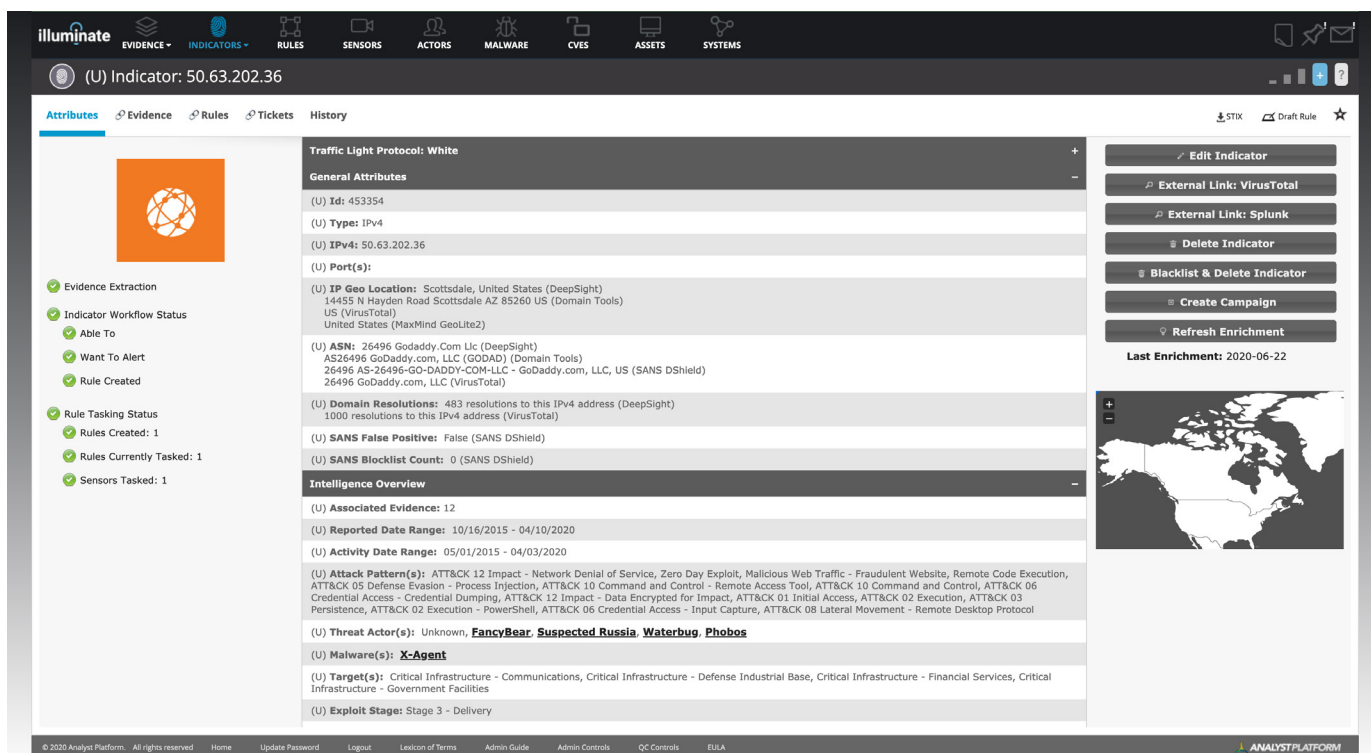 illuminate
EVIDENCE
INDICATORS
RULES
SENSORS
ACTORS
MALWARE
CVES
ASSETS
SYSTEMS
(U) Indicator: 50.63.202.36
+
?
Attributes
Evidence
Rules
Tickets
History
STIX
Draft Rule
Evidence Extraction
Indicator Workflow Status
Able To
Want To Alert
Rule Created
Rule Tasking Status
Rules Created: 1
Rules Currently Tasked: 1
Sensors Tasked: 1
Traffic Light Protocol: White +
General Attributes –
(U) Id: 453354
(U) Type: IPv4
(U) IPv4: 50.63.202.36
(U) Port(s):
(U) IP Geo Location: Scottsdale, United States (DeepSight)
14455 N Hayden Road Scottsdale AZ 85260 US (Domain Tools)
US (VirusTotal)
United States (MaxMind GeoLite2)
(U) ASN: 26496 Godaddy.Com Llc (DeepSight)
AS26496 GoDaddy.com, LLC (GODAD) (Domain Tools)
26496 AS-26496-GO-DADDY-COM-LLC - GoDaddy.com, LLC, US (SANS DShield)
26496 GoDaddy.com, LLC (VirusTotal)
(U) Domain Resolutions: 483 resolutions to this IPv4 address (DeepSight)
1000 resolutions to this IPv4 address (VirusTotal)
(U) SANS False Positive: False (SANS DShield)
(U) SANS Blocklist Count: 0 (SANS DShield)
Intelligence Overview –
(U) Associated Evidence: 12
(U) Reported Date Range: 10/16/2015 - 04/10/2020
(U) Activity Date Range: 05/01/2015 - 04/03/2020
(U) Attack Pattern(s): ATT&CK 12 Impact - Network Denial of Service, Zero Day Exploit, Malicious Web Traffic - Fraudulent Website, Remote Code Execution,
ATT&CK 05 Defense Evasion - Process Injection, ATT&CK 10 Command and Control - Remote Access Tool, ATT&CK 10 Command and Control, ATT&CK 06
Credential Access - Credential Dumping, ATT&CK 12 Impact - Data Encrypted for Impact, ATT&CK 01 Initial Access, ATT&CK 02 Execution, ATT&CK 03
Persistence, ATT&CK 02 Execution - PowerShell, ATT&CK 06 Credential Access - Input Capture, ATT&CK 08 Lateral Movement - Remote Desktop Protocol
(U) Threat Actor(s): Unknown, FancyBear, Suspected Russia, Waterbug, Phobos
(U) Malware(s): X-Agent
(U) Target(s): Critical Infrastructure - Communications, Critical Infrastructure - Defense Industrial Base, Critical Infrastructure - Financial Services, Critical
Infrastructure - Government Facilities
(U) Exploit Stage: Stage 3 - Delivery
Edit Indicator
External Link: VirusTotal
External Link: Splunk
Delete Indicator
Blacklist & Delete Indicator
Create Campaign
Refresh Enrichment
Last Enrichment: 2020-06-22
+
–
© 2020 Analyst Platform. All rights reserved
Home
Update Password
Logout
Lexicon of Terms
Admin Guide
Admin Controls
QC Controls
EULA
ANALYSTPLATFORM